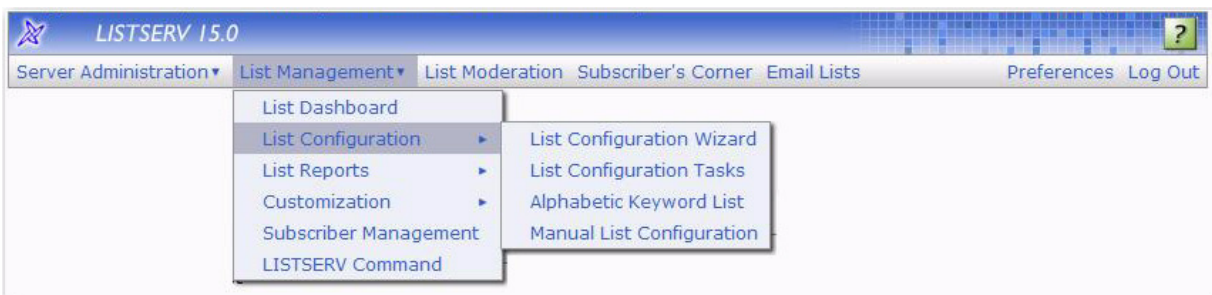 LISTSERV 15.0
?
Server Administration▾ List Management▾ List Moderation Subscriber's Corner Email Lists Preferences Log Out
List Dashboard
List Configuration ▸
List Reports ▸
Customization ▸
Subscriber Management
LISTSERV Command
List Configuration Wizard
List Configuration Tasks
Alphabetic Keyword List
Manual List Configuration